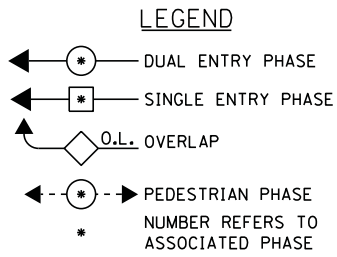 LEGEND
* DUAL ENTRY PHASE
* SINGLE ENTRY PHASE
O.L. OVERLAP
* PEDESTRIAN PHASE
* NUMBER REFERS TO
ASSOCIATED PHASE